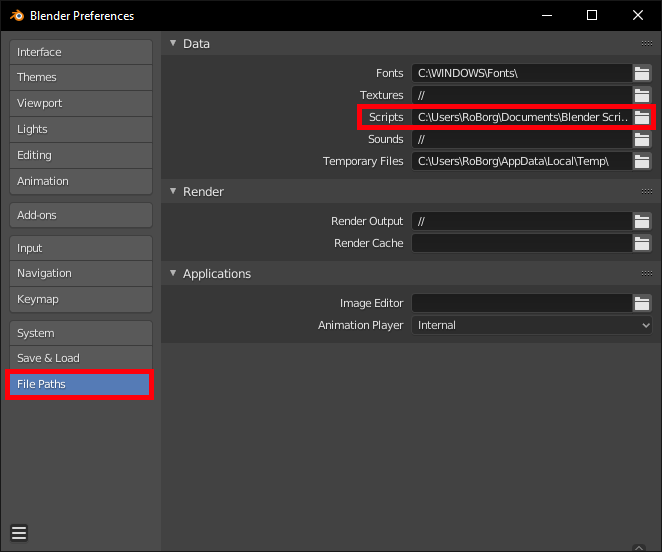 Blender Preferences
Interface
Themes
Viewport
Lights
Editing
Animation
Add-ons
Input
Navigation
Keymap
System
Save & Load
File Paths
Data
Fonts C:\WINDOWS\Fonts\
Textures //
Scripts C:\Users\RoBorg\Documents\Blender Scri..
Sounds //
Temporary Files C:\Users\RoBorg\AppData\Local\Temp\
Render
Render Output //
Render Cache
Applications
Image Editor
Animation Player Internal